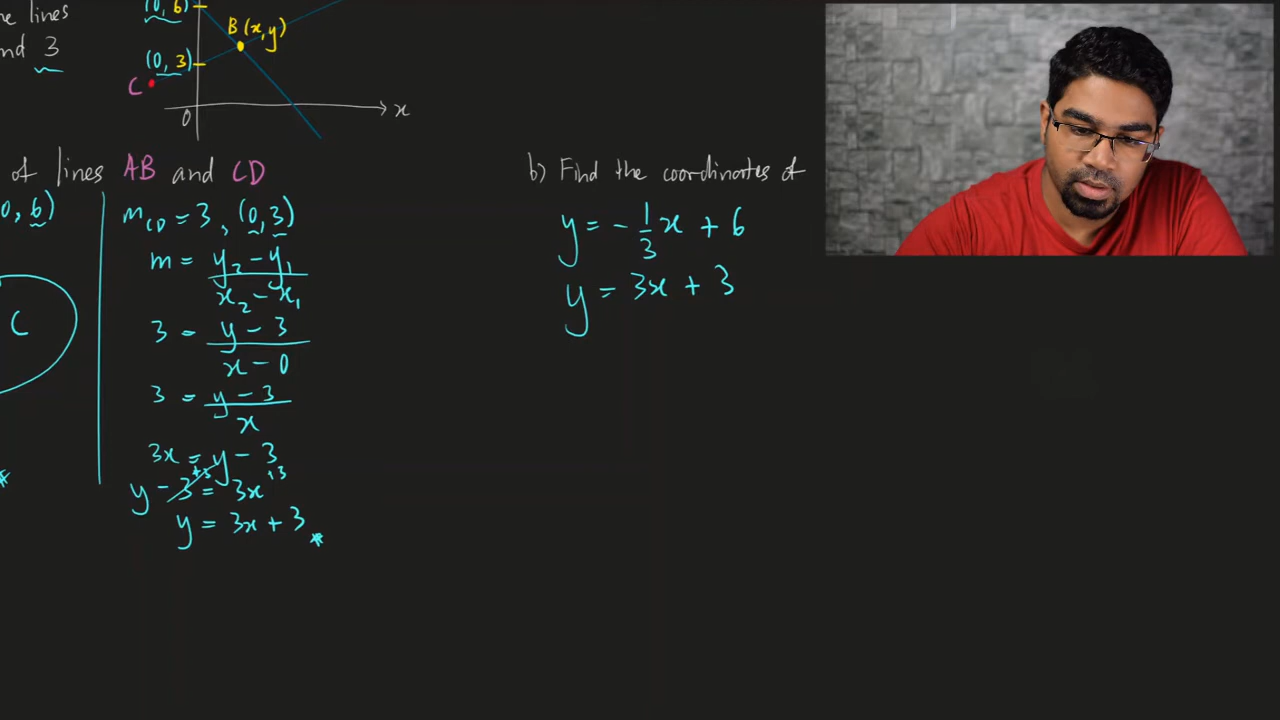 he lines
nd 3
(0, 6)
B (x, y)
(0, 3)
C
0
x
of lines AB and CD
0, 6)
C
m_CD = 3 , (0, 3)
m = (y₂ − y₁)/(x₂ − x₁)
3 = (y − 3)/(x − 0)
3 = (y − 3)/x
3x = y − 3
y − 3 +3 = 3x +3
y = 3x + 3 *
b) Find the coordinates of
y = − 1/3 x + 6
y = 3x + 3